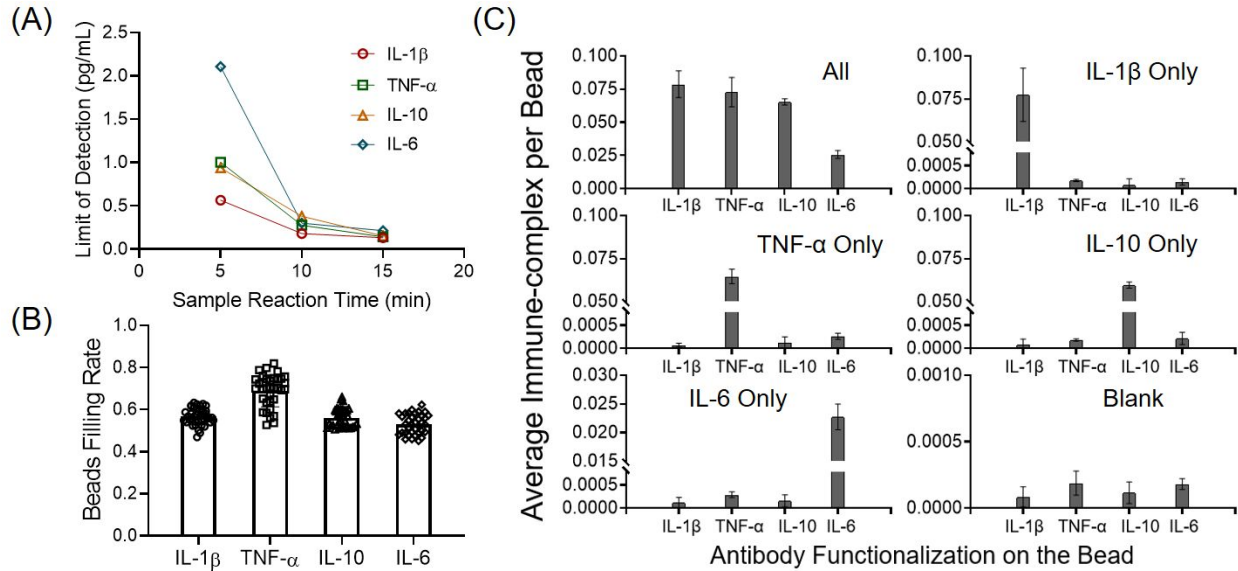 (A)
2.5
2.0
1.5
1.0
0.5
0.0
Limit of Detection (pg/mL)
IL-1β
TNF-α
IL-10
IL-6
0 5 10 15 20
Sample Reaction Time (min)
(B)
1.0
0.8
0.6
0.4
0.2
0.0
Beads Filling Rate
IL-1β TNF-α IL-10 IL-6
(C)
Average Immune-complex per Bead
All
0.100
0.075
0.050
0.025
0.000
IL-1β TNF-α IL-10 IL-6
IL-1β Only
0.100
0.075
0.050
0.0005
0.0000
IL-1β TNF-α IL-10 IL-6
TNF-α Only
0.100
0.050
0.0005
0.0000
IL-1β TNF-α IL-10 IL-6
IL-10 Only
0.100
0.050
0.0005
0.0000
IL-1β TNF-α IL-10 IL-6
IL-6 Only
0.030
0.025
0.020
0.015
0.0005
0.0000
IL-1β TNF-α IL-10 IL-6
Blank
0.0010
0.0005
0.0000
IL-1β TNF-α IL-10 IL-6
Antibody Functionalization on the Bead